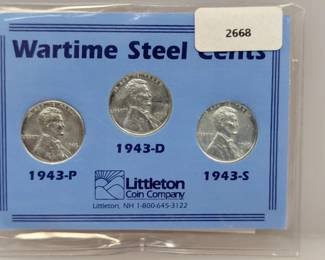 2668
Wartime Steel Cents
1943-D
1943-P
1943-S
Littleton
Coin Company
Littleton, NH 1-800-645-3122